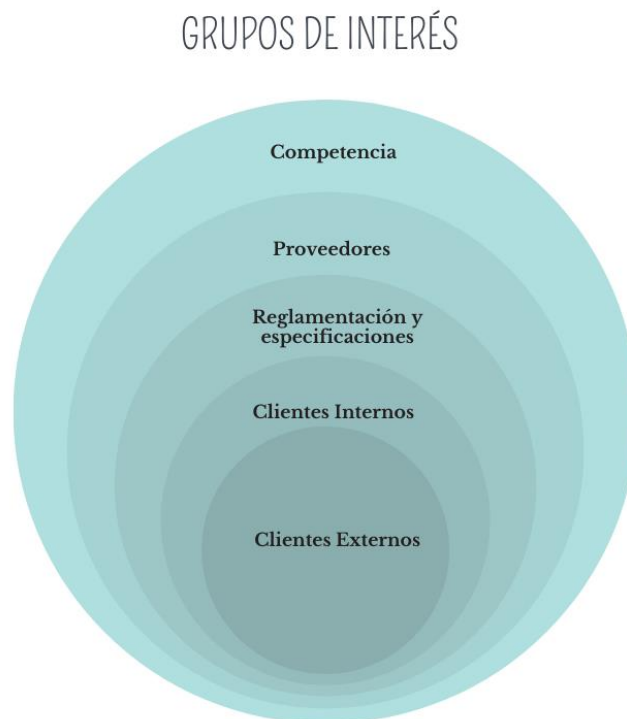 GRUPOS DE INTERÉS
Competencia
Proveedores
Reglamentación y
especificaciones
Clientes Internos
Clientes Externos